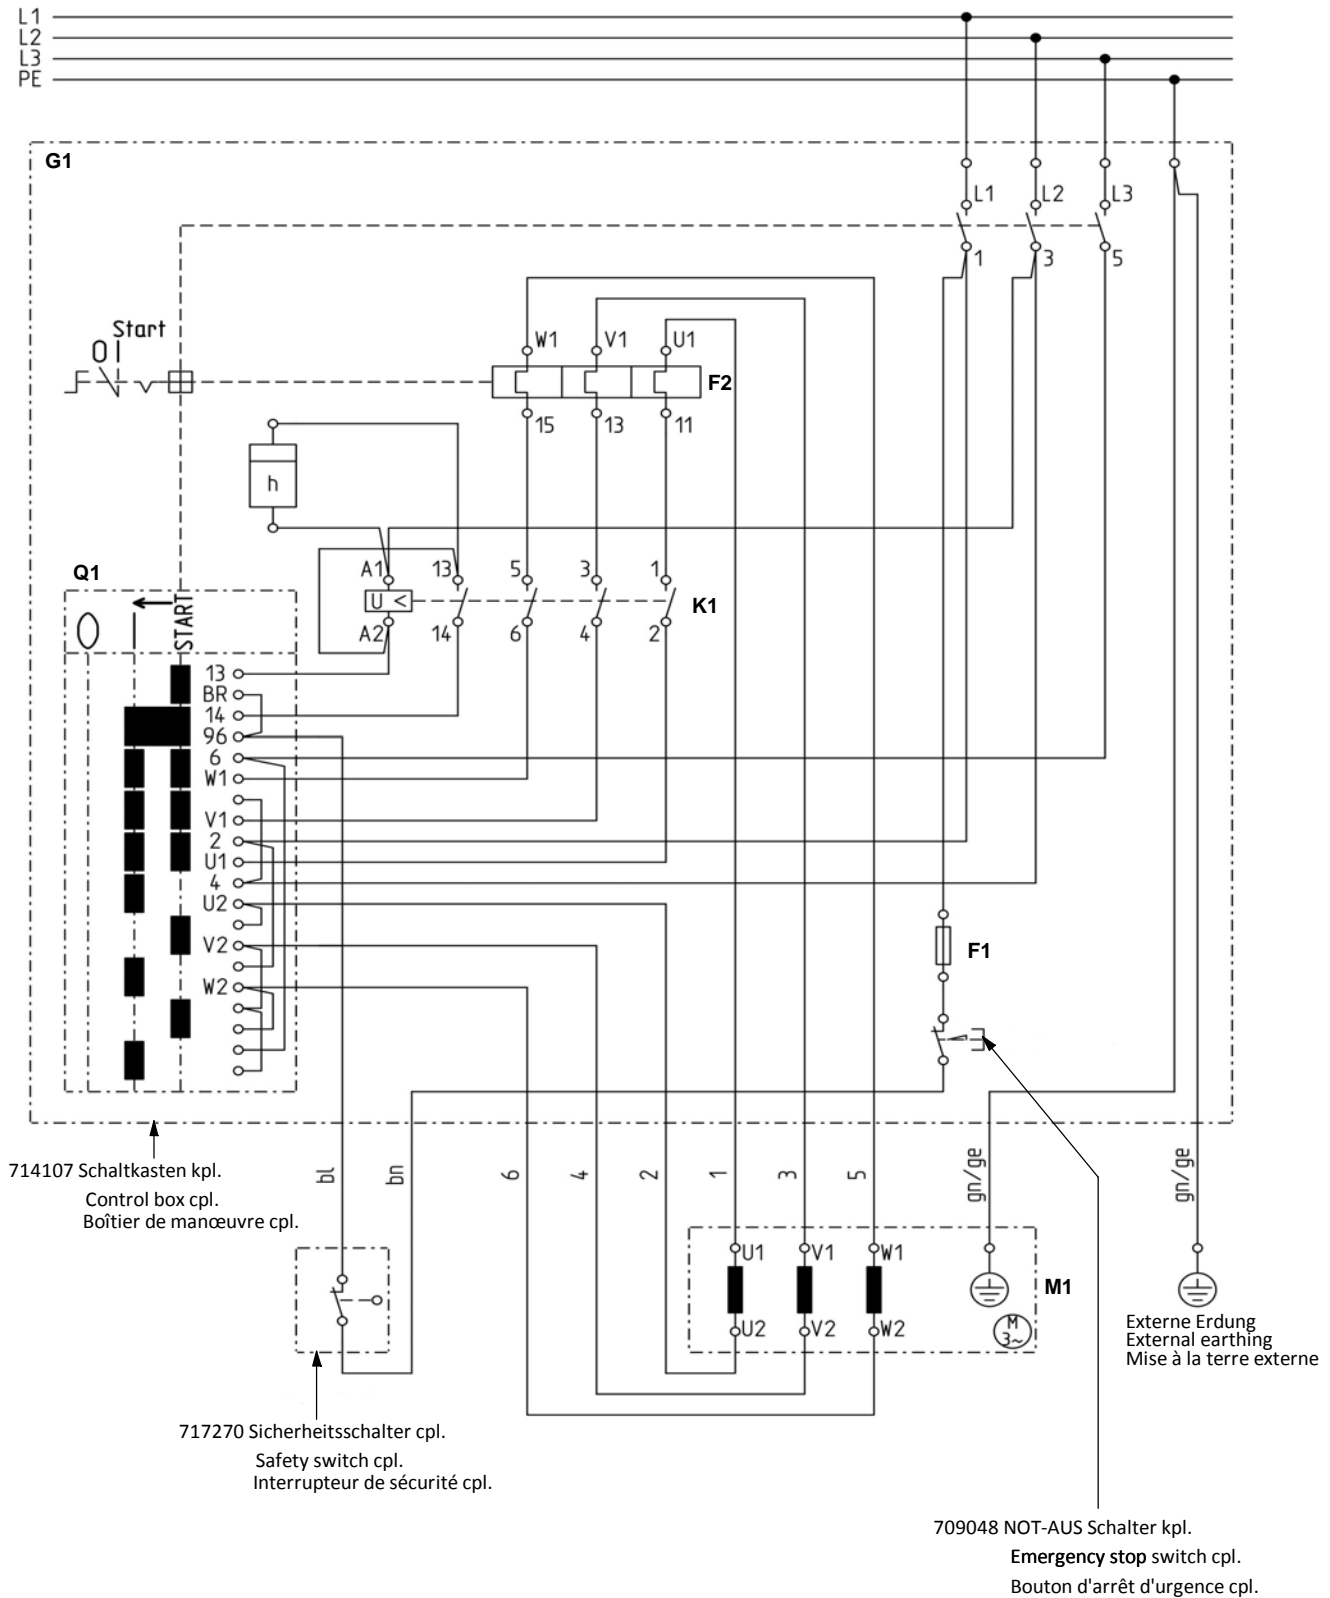 L1
L2
L3
PE
G1
L1 L2 L3
1 3 5
Start
0
W1 V1 U1
F2
15 13 11
h
A1 13 5 3 1
U <
K1
A2 14 6 4 2
Q1
0
START
13
BR
14
96
6
W1
V1
2
U1
4
U2
V2
W2
F1
714107 Schaltkasten kpl.
Control box cpl.
Boîtier de manœuvre cpl.
bl bn 6 4 2 1 3 5 gn/ge gn/ge
U1 V1 W1
M1
U2 V2 W2
M
3~
Externe Erdung
External earthing
Mise à la terre externe
717270 Sicherheitsschalter cpl.
Safety switch cpl.
Interrupteur de sécurité cpl.
709048 NOT-AUS Schalter kpl.
Emergency stop switch cpl.
Bouton d'arrêt d'urgence cpl.